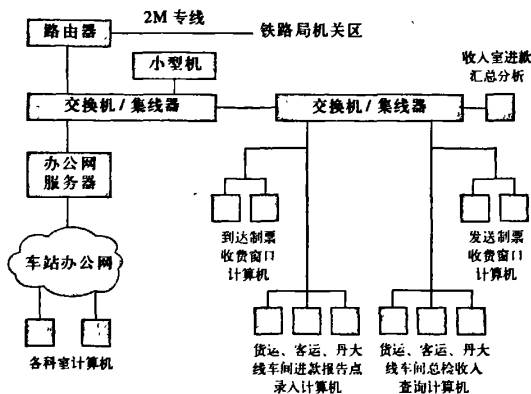 2M 专线
路由器
铁路局机关区
小型机
收入室进款
汇总分析
交换机 / 集线器
交换机 / 集线器
办公网
服务器
车站办公网
各科室计算机
到达制票
收费窗口
计算机
发送制票
收费窗口
计算机
货运、客运、丹大
线车间进款报告点
录入计算机
货运、客运、丹大
线车间总检收入
查询计算机